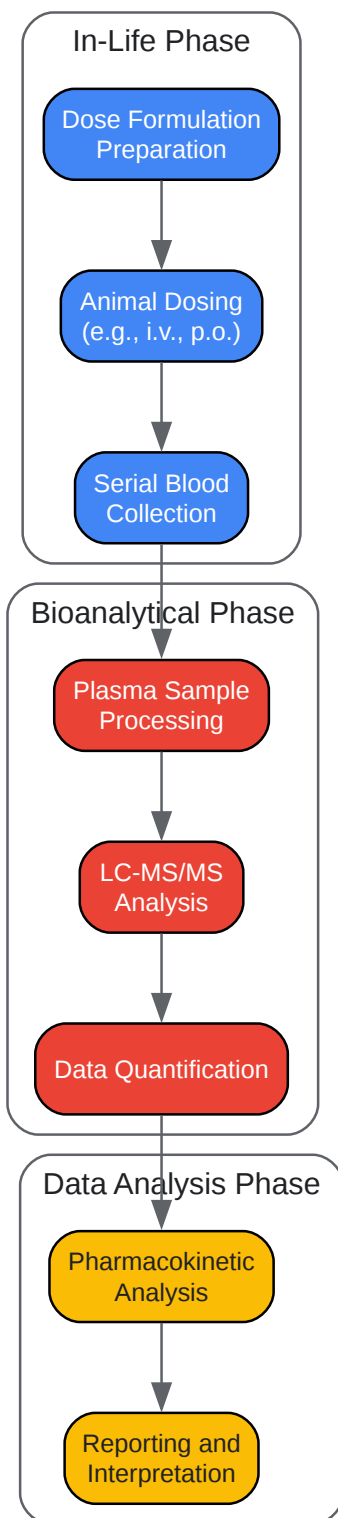 In-Life Phase
Dose Formulation
Preparation
Animal Dosing
(e.g., i.v., p.o.)
Serial Blood
Collection
Bioanalytical Phase
Plasma Sample
Processing
LC-MS/MS
Analysis
Data Quantification
Data Analysis Phase
Pharmacokinetic
Analysis
Reporting and
Interpretation